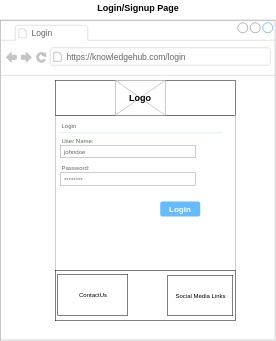 Login/Signup Page
Login
https://knowledgehub.com/login
Logo
Login
User Name:
johndoe
Password:
********
Login
ContactUs
Social Media Links